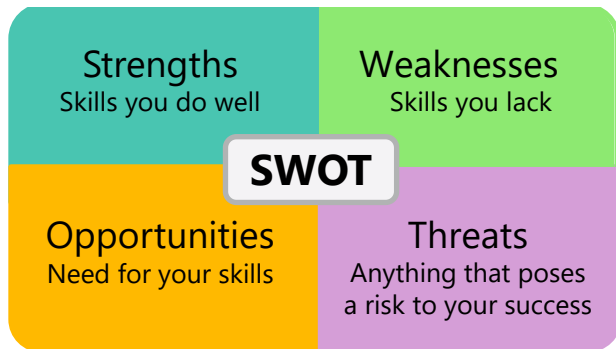 Strengths
Skills you do well
Weaknesses
Skills you lack
SWOT
Opportunities
Need for your skills
Threats
Anything that poses
a risk to your success